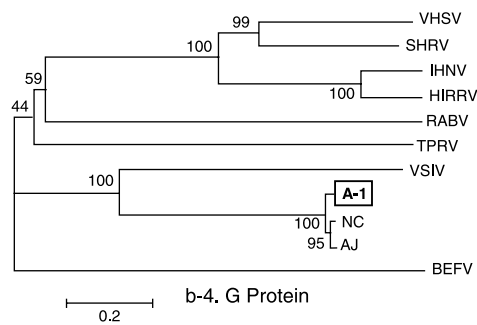 VHSV
99
SHRV
100
IHNV
59
100
HIRRV
44
RABV
TPRV
VSIV
100
A-1
100
NC
95
AJ
BEFV
b-4. G Protein
0.2